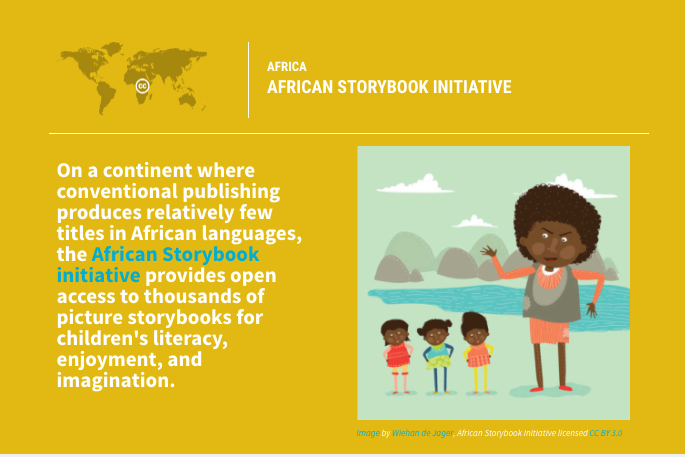 cc
AFRICA
AFRICAN STORYBOOK INITIATIVE
On a continent where
conventional publishing
produces relatively few
titles in African languages,
the African Storybook
initiative provides open
access to thousands of
picture storybooks for
children's literacy,
enjoyment, and
imagination.
Image by Wiehan de Jager, African Storybook Initiative licensed CC BY 3.0